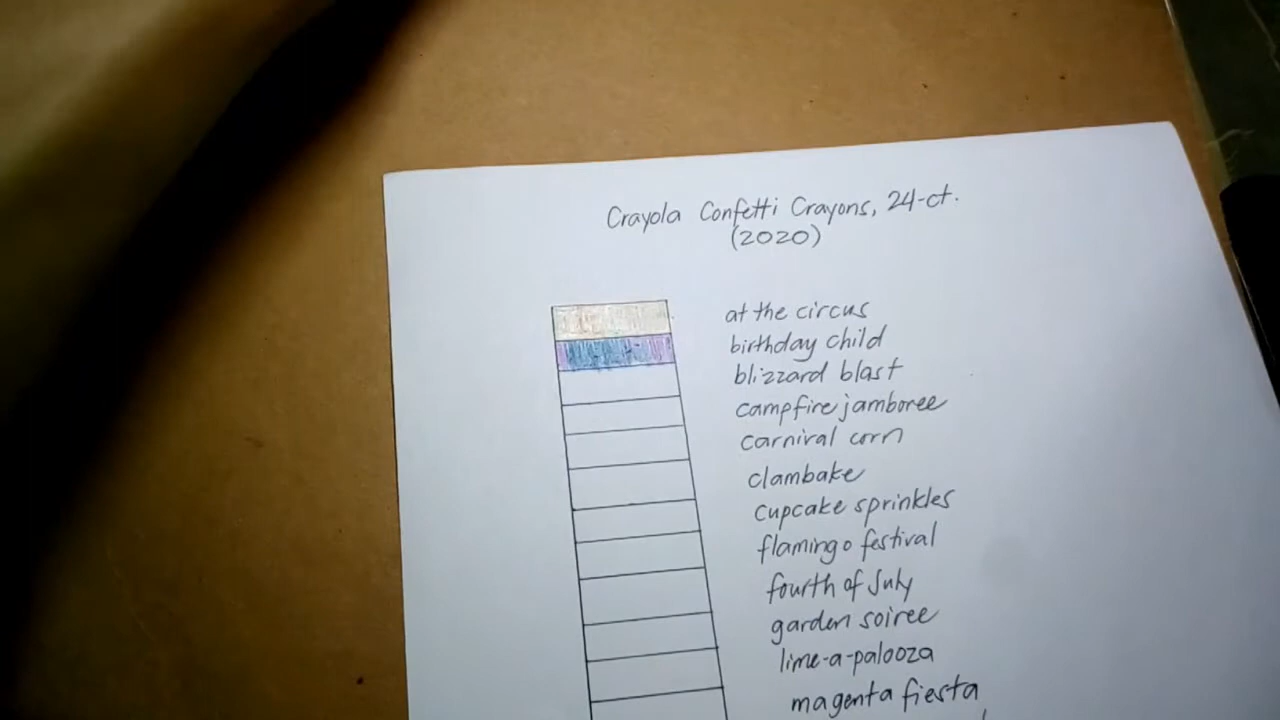 Crayola Confetti Crayons, 24-ct.
(2020)
at the circus
birthday child
blizzard blast
campfire jamboree
carnival corn
clambake
cupcake sprinkles
flamingo festival
fourth of July
garden soiree
lime-a-palooza
magenta fiesta